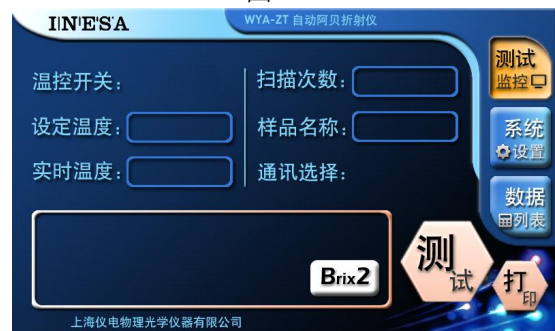 INESA
WYA-ZT 自动阿贝折射仪
温控开关：
扫描次数：
设定温度：
样品名称：
实时温度：
通讯选择：
测试
监控
系统
设置
数据
列表
Brix2
测试
打印
上海仪电物理光学仪器有限公司